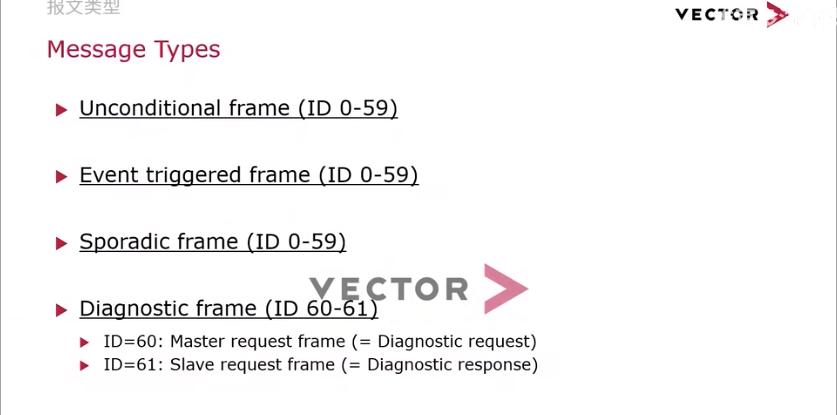 报文类型
VECTOR
Message Types
Unconditional frame (ID 0-59)
Event triggered frame (ID 0-59)
Sporadic frame (ID 0-59)
VECTOR
Diagnostic frame (ID 60-61)
ID=60: Master request frame (= Diagnostic request)
ID=61: Slave request frame (= Diagnostic response)